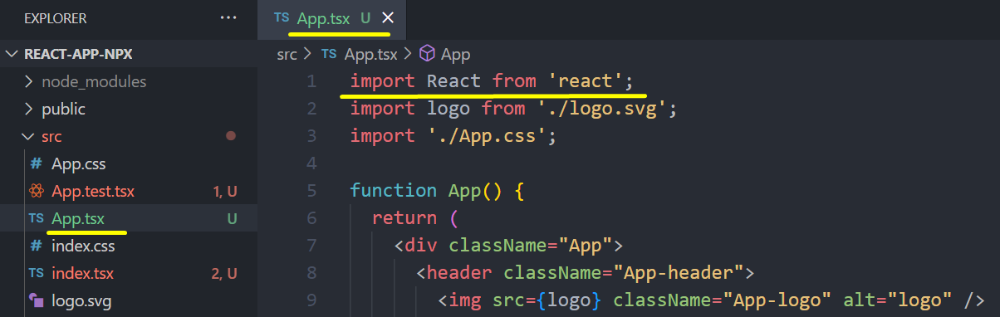 EXPLORER ···
REACT-APP-NPX
node_modules
public
src
# App.css
App.test.tsx 1, U
TS App.tsx U
# index.css
TS index.tsx 2, U
logo.svg
TS App.tsx U ×
src > TS App.tsx > App
1 import React from 'react';
2 import logo from './logo.svg';
3 import './App.css';
4
5 function App() {
6 return (
7 <div className="App">
8 <header className="App-header">
9 <img src={logo} className="App-logo" alt="logo" />